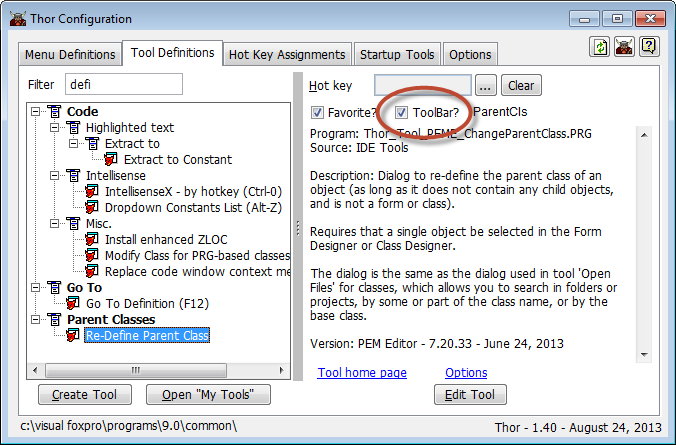 Thor Configuration
Menu Definitions Tool Definitions Hot Key Assignments Startup Tools Options
Filter defi
Code
Highlighted text
Extract to
Extract to Constant
Intellisense
IntellisenseX - by hotkey (Ctrl-0)
Dropdown Constants List (Alt-Z)
Misc.
Install enhanced ZLOC
Modify Class for PRG-based classes
Replace code window context me
Go To
Go To Definition (F12)
Parent Classes
Re-Define Parent Class
Create Tool Open "My Tools"
Hot key ... Clear
Favorite? ToolBar? ParentCls
Program: Thor_Tool_PEME_ChangeParentClass.PRG
Source: IDE Tools
Description: Dialog to re-define the parent class of an
object (as long as it does not contain any child objects,
and is not a form or class).
Requires that a single object be selected in the Form
Designer or Class Designer.
The dialog is the same as the dialog used in tool 'Open
Files' for classes, which allows you to search in folders or
projects, by some or part of the class name, or by the
base class.
Version: PEM Editor - 7.20.33 - June 24, 2013
Tool home page Options
Edit Tool
c:\visual foxpro\programs\9.0\common\ Thor - 1.40 - August 24, 2013